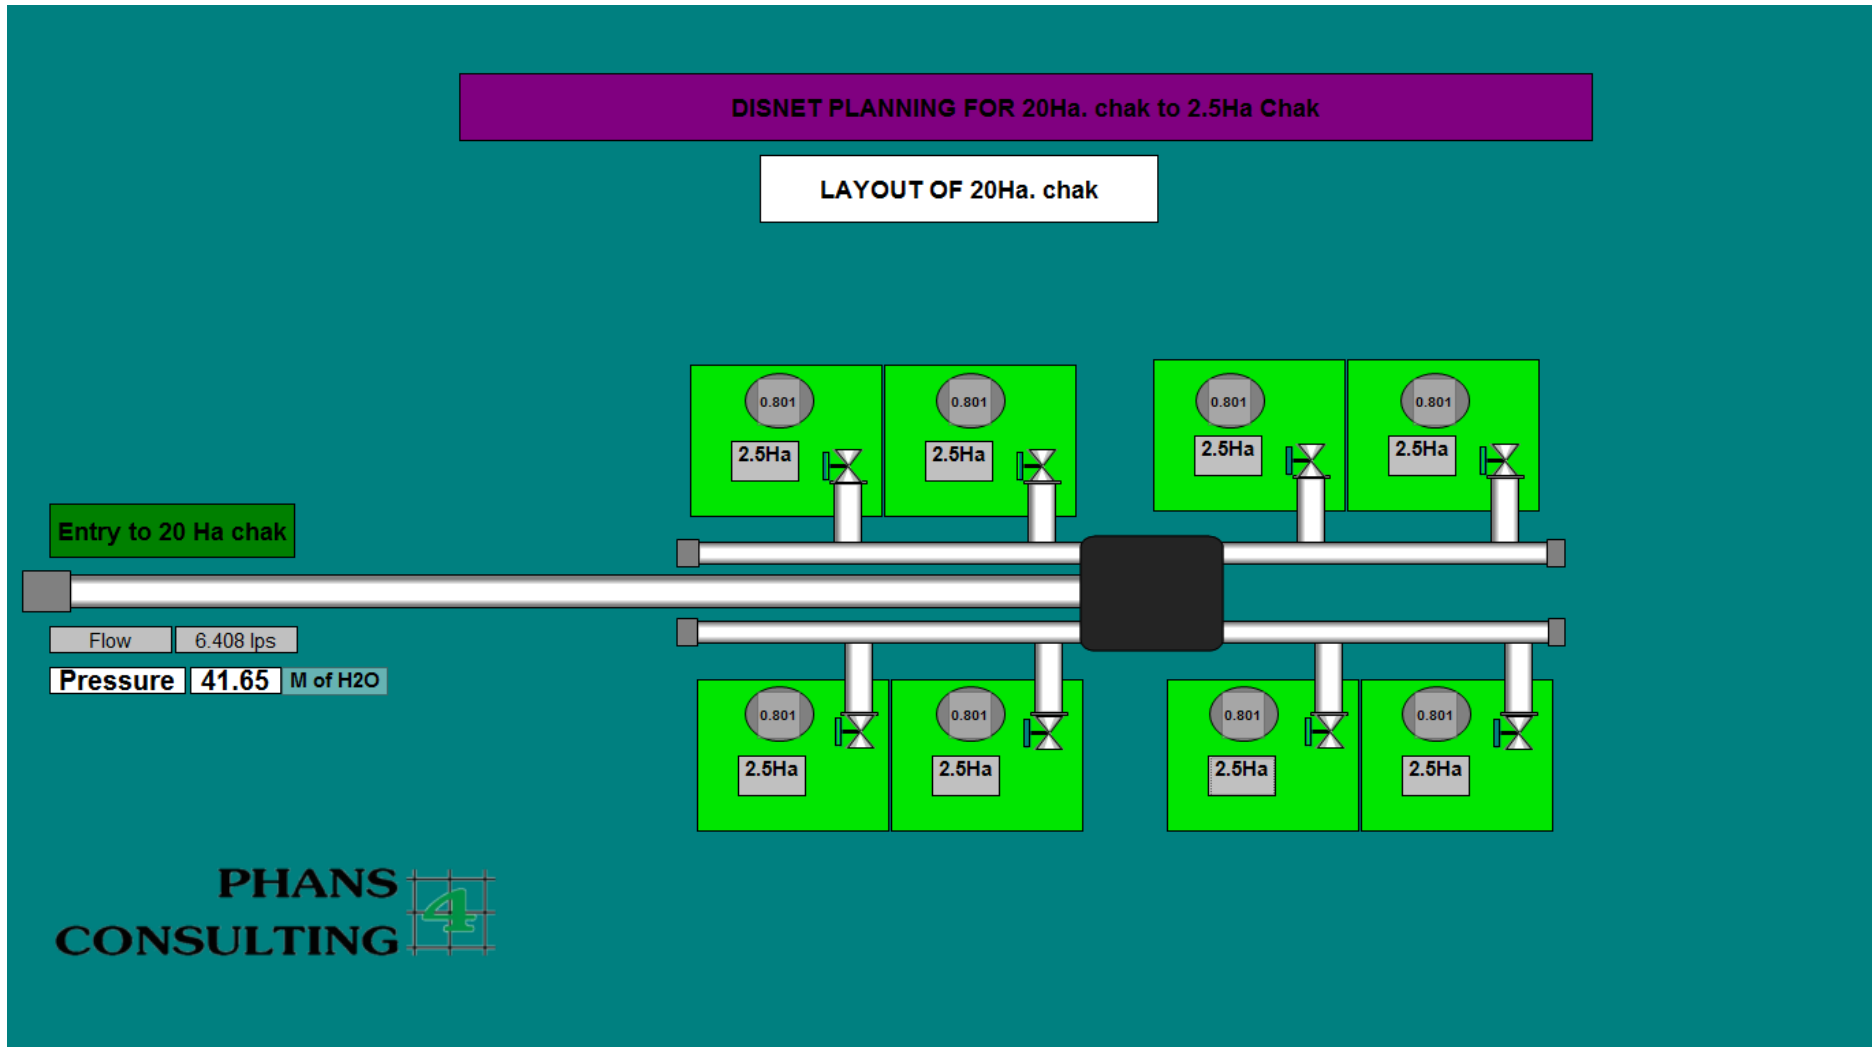 DISNET PLANNING FOR 20Ha. chak to 2.5Ha Chak
LAYOUT OF 20Ha. chak
0.801
0.801
0.801
0.801
2.5Ha
2.5Ha
2.5Ha
2.5Ha
Entry to 20 Ha chak
Flow 6.408 lps
Pressure 41.65 M of H2O
0.801
0.801
0.801
0.801
2.5Ha
2.5Ha
2.5Ha
2.5Ha
PHANS
CONSULTING
4